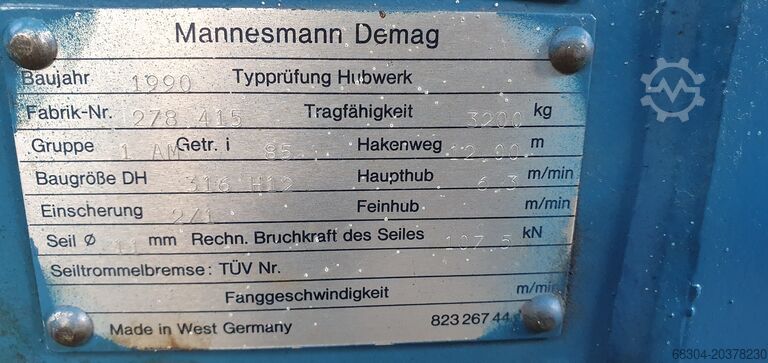 Mannesmann Demag
Baujahr 1990 Typprüfung Hubwerk
Fabrik-Nr. 278 415 Tragfähigkeit 3200 kg
Gruppe 1 AM Getr. i 85 Hakenweg 12.00 m
Baugröße DH 316 H12 Haupthub 6.3 m/min
Einscherung 2/1 Feinhub m/min
Seil Ø 11 mm Rechn. Bruchkraft des Seiles 107.5 kN
Seiltrommelbremse: TÜV Nr.
Fanggeschwindigkeit m/min
Made in West Germany 823 267 44
66304-20378230